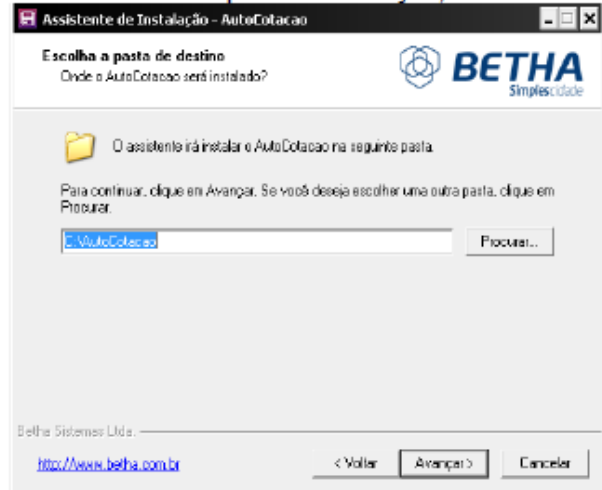 Assistente de Instalação - AutoCotacao
Escolha a pasta de destino
Onde o AutoCotacao será instalado?
BETHA
Simplescidade
O assistente irá instalar o AutoCotacao na seguinte pasta.
Para continuar, clique em Avançar. Se você deseja escolher uma outra pasta, clique em
Procurar.
C:\AutoCotacao
Procurar...
Betha Sistemas Ltda.
http://www.betha.com.br
< Voltar
Avançar >
Cancelar